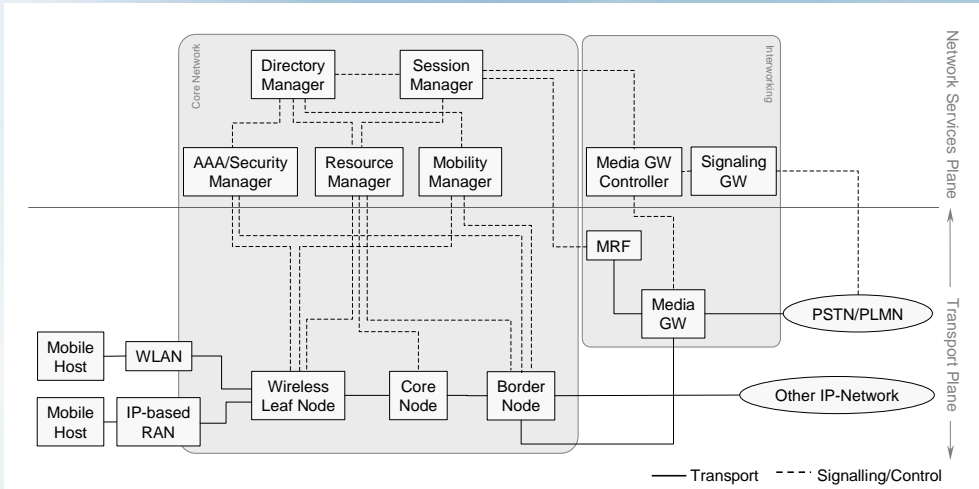 Core Network
Interworking
Network Services Plane
Transport Plane
Directory
Manager
Session
Manager
AAA/Security
Manager
Resource
Manager
Mobility
Manager
Media GW
Controller
Signaling
GW
MRF
Media
GW
PSTN/PLMN
Mobile
Host
WLAN
Wireless
Leaf Node
Core
Node
Border
Node
Other IP-Network
Mobile
Host
IP-based
RAN
Transport
Signalling/Control